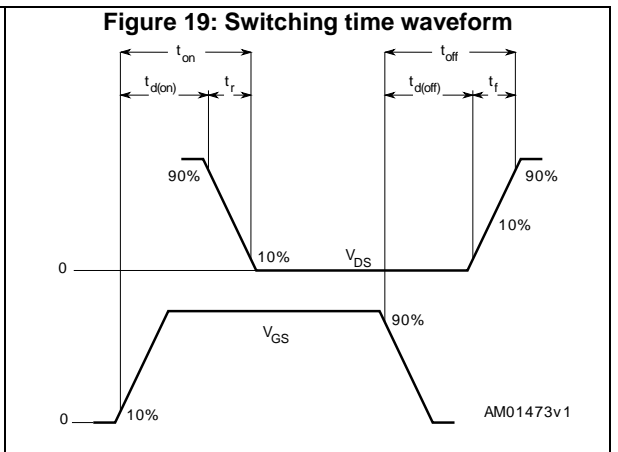 Figure 19: Switching time waveform
ton toff
td(on) tr td(off) tf
90% 90%
10%
10% VDS
0
90%
VGS
0 10% AM01473v1